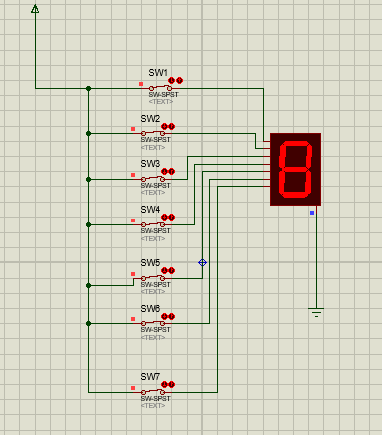 SW1
SW-SPST
<TEXT>
SW2
SW-SPST
<TEXT>
SW3
SW-SPST
<TEXT>
SW4
SW-SPST
<TEXT>
SW5
SW-SPST
<TEXT>
SW6
SW-SPST
<TEXT>
SW7
SW-SPST
<TEXT>
8